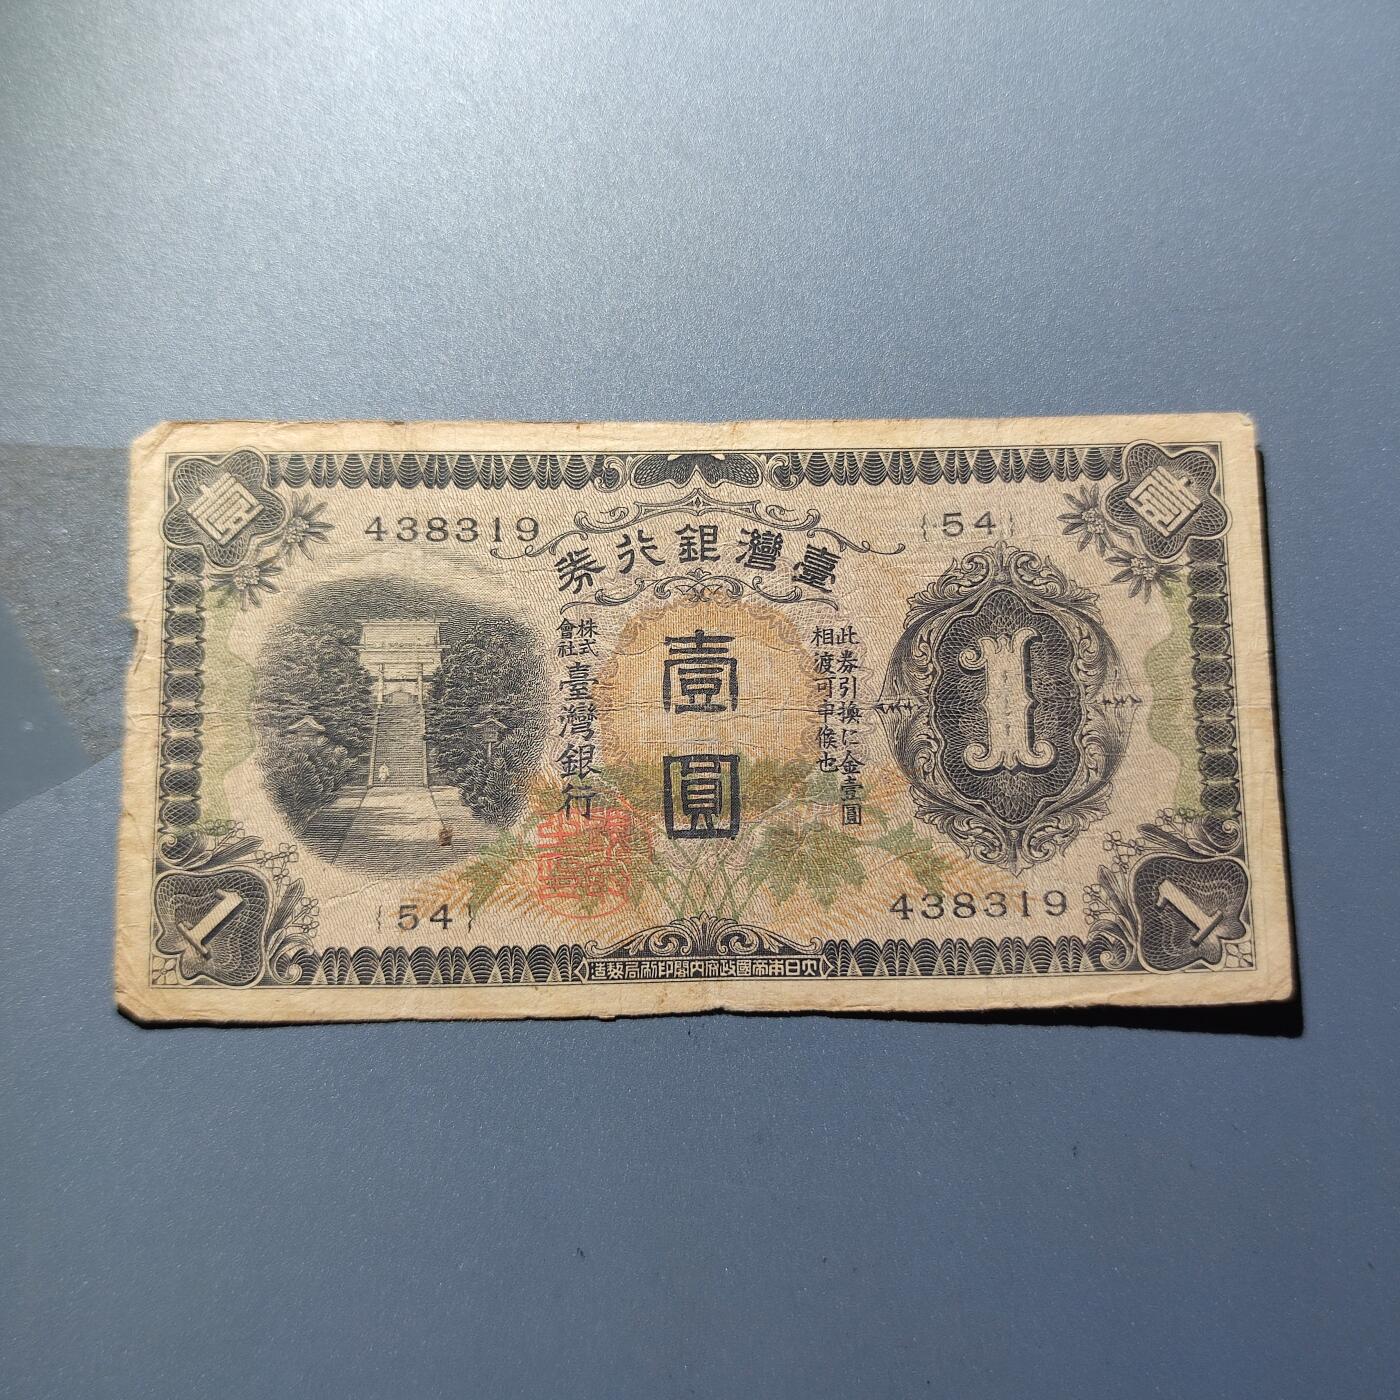 壹
壹
438319
{54}
臺灣銀行券
此券引換に金壹圓
相渡可申候也
壹圓
株式
會社
臺灣銀行
1
{54}
438319
1
1
大日本帝國政府内閣印刷局製造